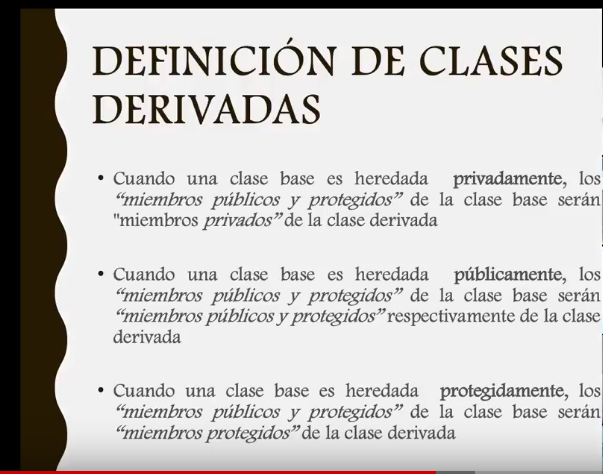 DEFINICIÓN DE CLASES
DERIVADAS
• Cuando una clase base es heredada privadamente, los
“miembros públicos y protegidos” de la clase base serán
"miembros privados” de la clase derivada
• Cuando una clase base es heredada públicamente, los
“miembros públicos y protegidos” de la clase base serán
“miembros públicos y protegidos” respectivamente de la clase
derivada
• Cuando una clase base es heredada protegidamente, los
“miembros públicos y protegidos” de la clase base serán
“miembros protegidos” de la clase derivada